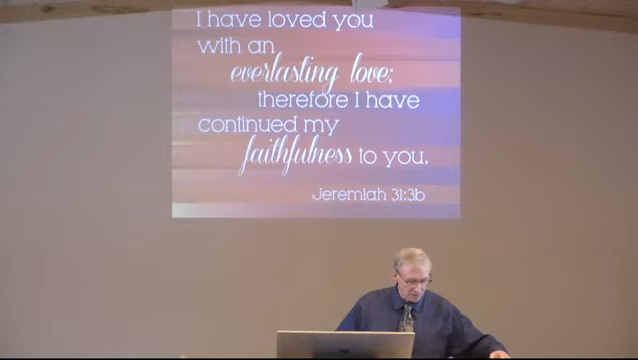 I have loved you
with an
everlasting love;
therefore I have
continued my
faithfulness to you.
Jeremiah 31:3b